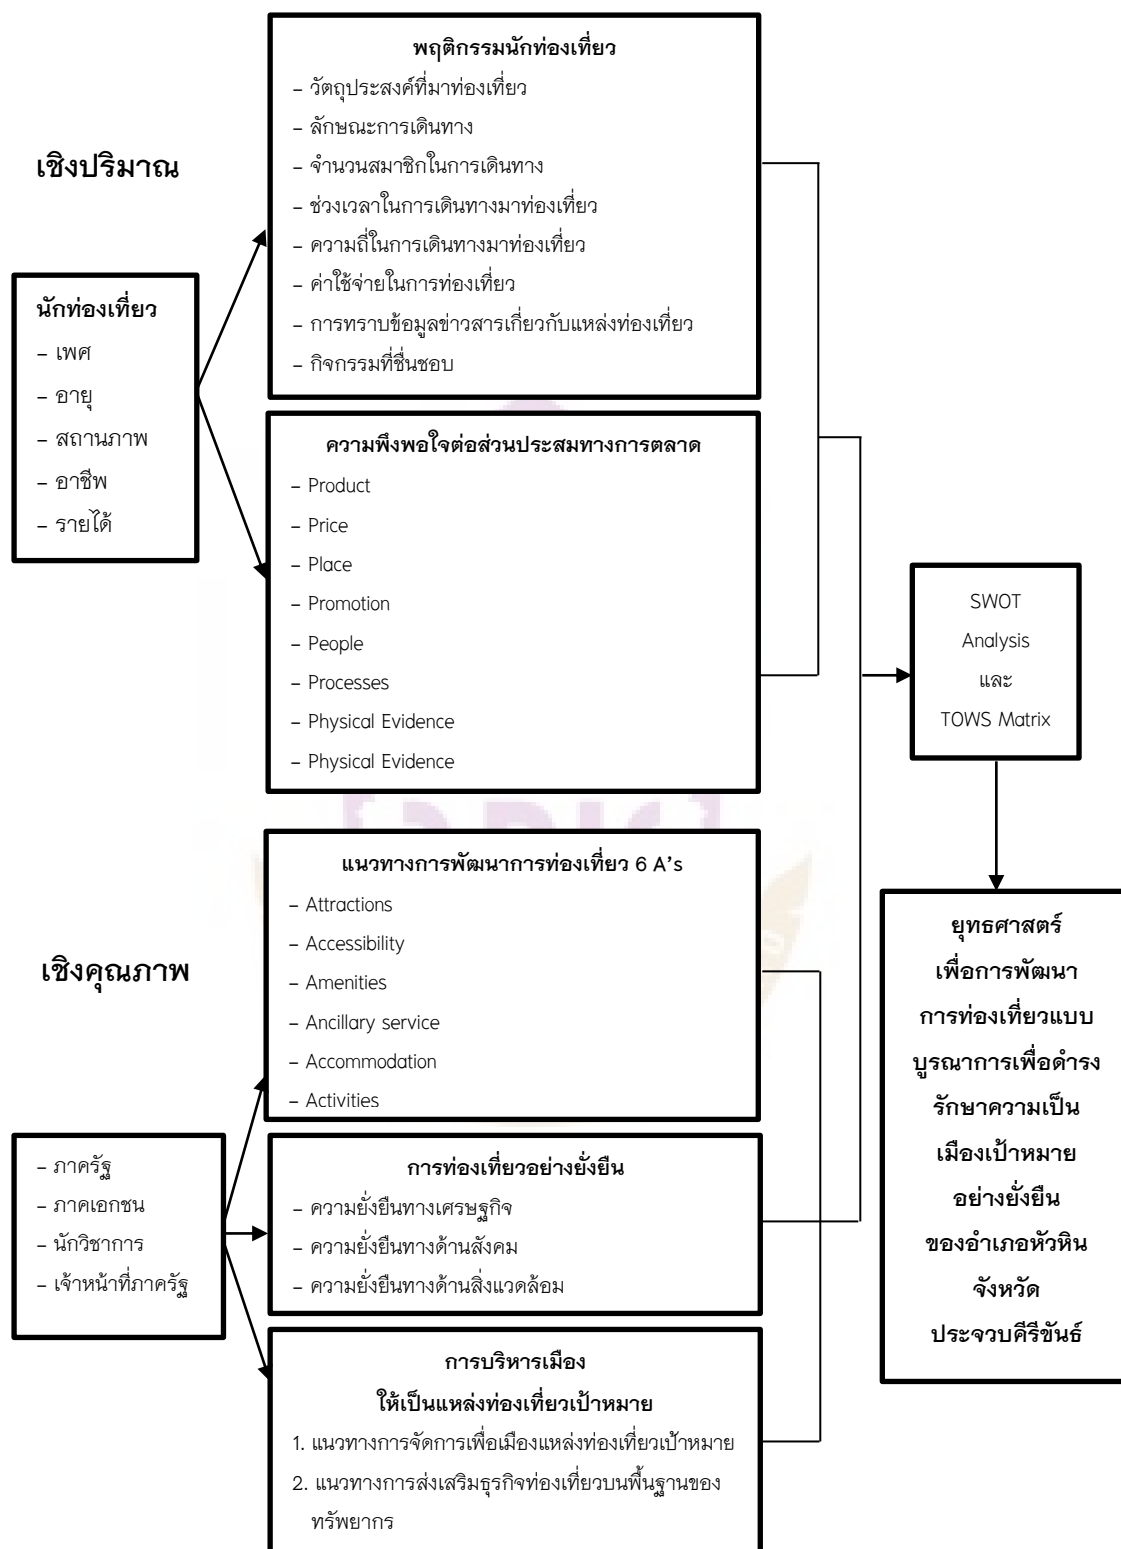 เชิงปริมาณ
นักท่องเที่ยว
– เพศ
– อายุ
– สถานภาพ
– อาชีพ
– รายได้
พฤติกรรมนักท่องเที่ยว
– วัตถุประสงค์ที่มาท่องเที่ยว
– ลักษณะการเดินทาง
– จำนวนสมาชิกในการเดินทาง
– ช่วงเวลาในการเดินทางมาท่องเที่ยว
– ความถี่ในการเดินทางมาท่องเที่ยว
– ค่าใช้จ่ายในการท่องเที่ยว
– การทราบข้อมูลข่าวสารเกี่ยวกับแหล่งท่องเที่ยว
– กิจกรรมที่ชื่นชอบ
ความพึงพอใจต่อส่วนประสมทางการตลาด
– Product
– Price
– Place
– Promotion
– People
– Processes
– Physical Evidence
– Physical Evidence
เชิงคุณภาพ
– ภาครัฐ
– ภาคเอกชน
– นักวิชาการ
– เจ้าหน้าที่ภาครัฐ
แนวทางการพัฒนาการท่องเที่ยว 6 A’s
– Attractions
– Accessibility
– Amenities
– Ancillary service
– Accommodation
– Activities
การท่องเที่ยวอย่างยั่งยืน
– ความยั่งยืนทางเศรษฐกิจ
– ความยั่งยืนทางด้านสังคม
– ความยั่งยืนทางด้านสิ่งแวดล้อม
การบริหารเมือง
ให้เป็นแหล่งท่องเที่ยวเป้าหมาย
1. แนวทางการจัดการเพื่อเมืองแหล่งท่องเที่ยวเป้าหมาย
2. แนวทางการส่งเสริมธุรกิจท่องเที่ยวบนพื้นฐานของ
ทรัพยากร
SWOT
Analysis
และ
TOWS Matrix
ยุทธศาสตร์
เพื่อการพัฒนา
การท่องเที่ยวแบบ
บูรณาการเพื่อดำรง
รักษาความเป็น
เมืองเป้าหมาย
อย่างยั่งยืน
ของอำเภอหัวหิน
จังหวัด
ประจวบคีรีขันธ์